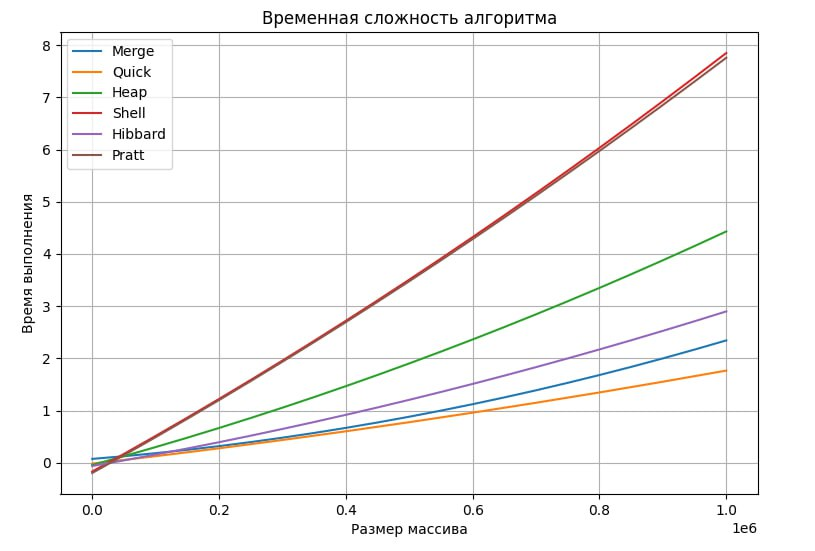 Временная сложность алгоритма
Merge
Quick
Heap
Shell
Hibbard
Pratt
Время выполнения
8
7
6
5
4
3
2
1
0
0.0 0.2 0.4 0.6 0.8 1.0
1e6
Размер массива